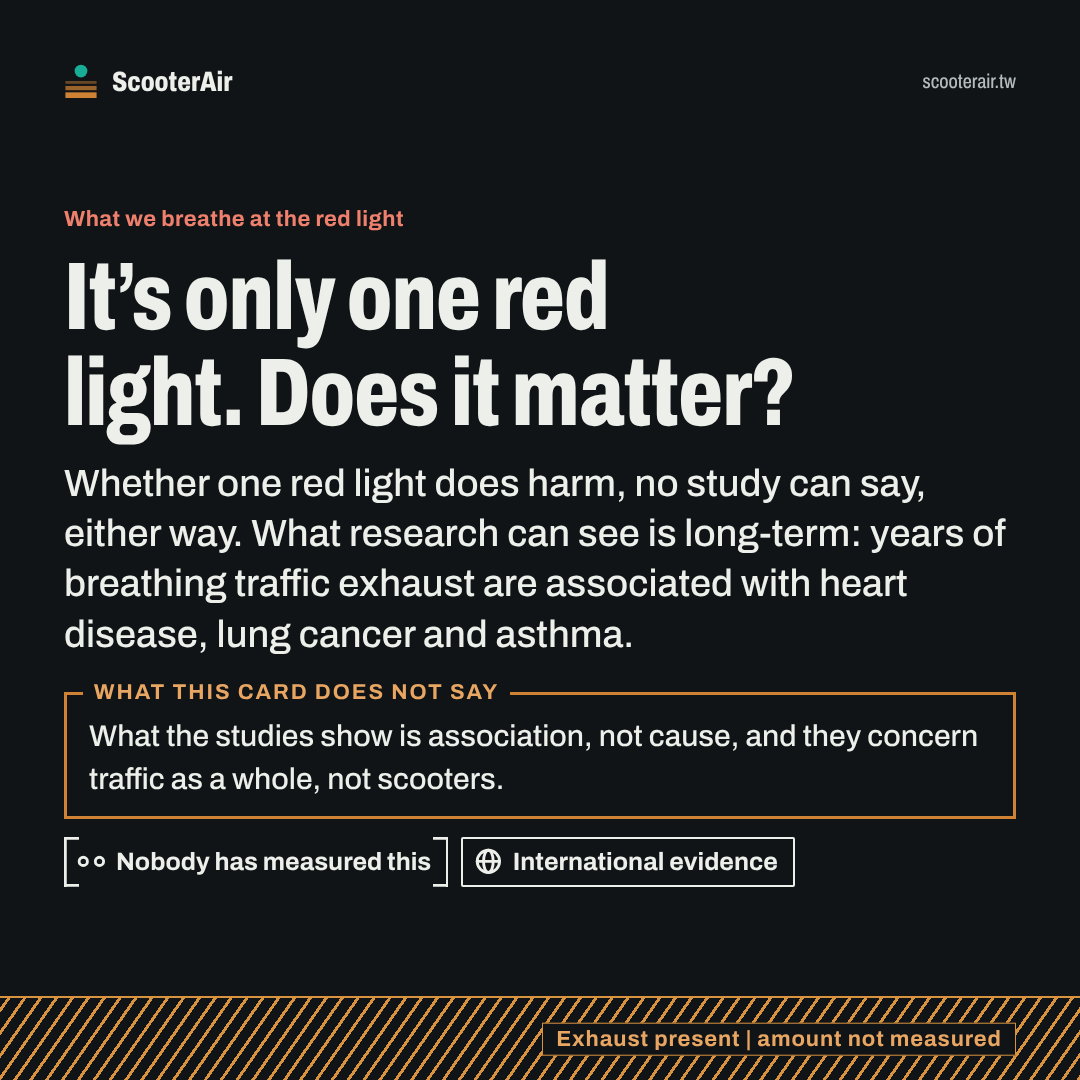 ScooterAir
scooterair.tw
What we breathe at the red light
It’s only one red
light. Does it matter?
Whether one red light does harm, no study can say,
either way. What research can see is long-term: years of
breathing traffic exhaust are associated with heart
disease, lung cancer and asthma.
WHAT THIS CARD DOES NOT SAY
What the studies show is association, not cause, and they concern
traffic as a whole, not scooters.
Nobody has measured this
International evidence
Exhaust present | amount not measured